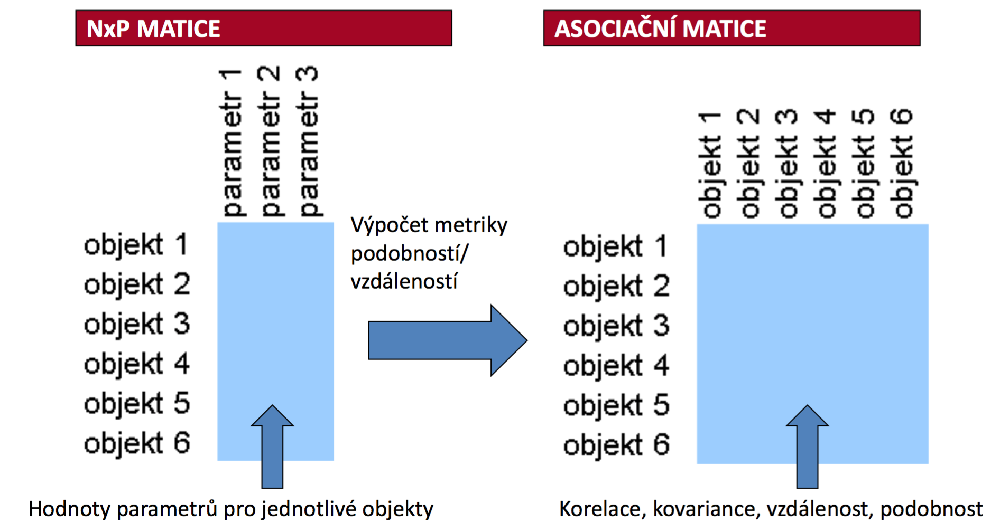 NxP MATICE
parametr 1
parametr 2
parametr 3
objekt 1
objekt 2
objekt 3
objekt 4
objekt 5
objekt 6
Hodnoty parametrů pro jednotlivé objekty
Výpočet metriky
podobností/
vzdáleností
ASOCIAČNÍ MATICE
objekt 1
objekt 2
objekt 3
objekt 4
objekt 5
objekt 6
objekt 1
objekt 2
objekt 3
objekt 4
objekt 5
objekt 6
Korelace, kovariance, vzdálenost, podobnost